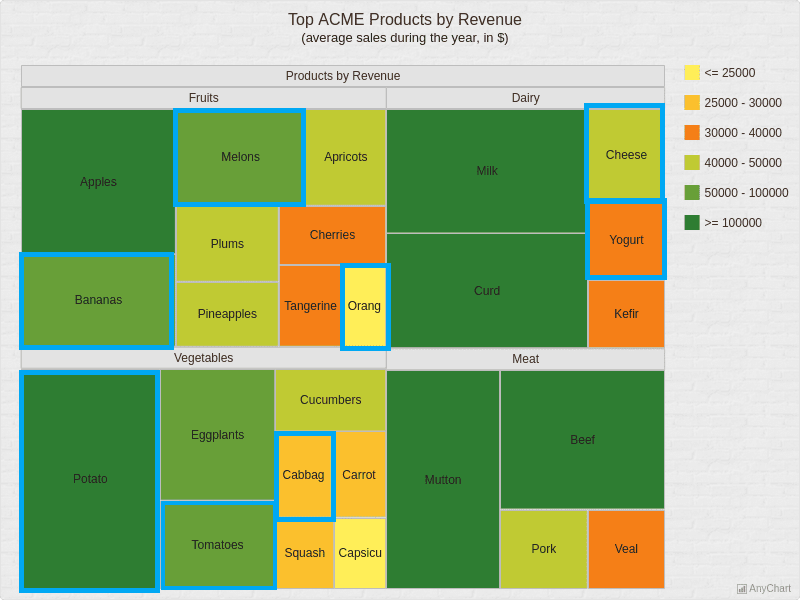 Top ACME Products by Revenue
(average sales during the year, in $)
Products by Revenue
Fruits
Dairy
Apples
Melons
Apricots
Plums
Cherries
Bananas
Pineapples
Tangerine
Orang
Milk
Cheese
Curd
Yogurt
Kefir
Vegetables
Meat
Potato
Eggplants
Cucumbers
Cabbag
Carrot
Tomatoes
Squash
Capsicu
Mutton
Beef
Pork
Veal
<= 25000
25000 - 30000
30000 - 40000
40000 - 50000
50000 - 100000
>= 100000
AnyChart